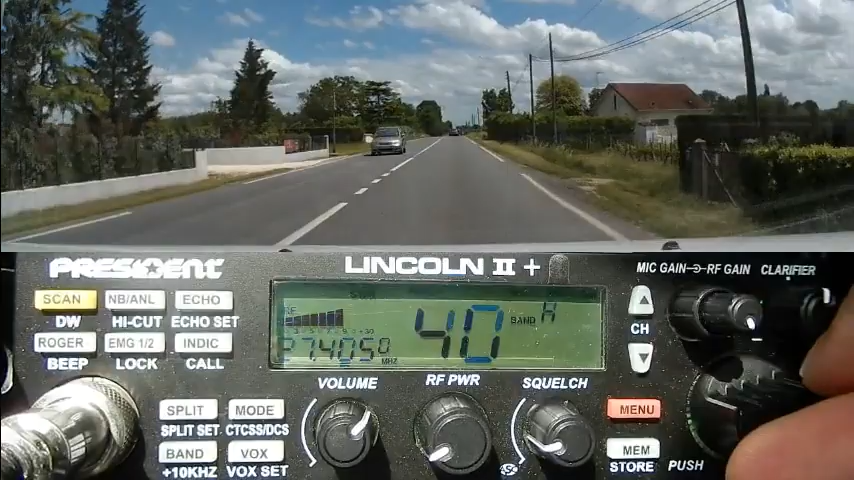 PRESIDENT
LINCOLN II +
MIC GAIN RF GAIN CLARIFIER
SCAN NB/ANL ECHO
DW HI-CUT ECHO SET
ROGER EMG 1/2 INDIC
BEEP LOCK CALL
40 BAND H
27.4050 MHZ
CH
VOLUME RF PWR SQUELCH
SPLIT MODE
SPLIT SET CTCSS/DCS
BAND VOX
+10KHZ VOX SET
ASC
MENU
MEM
STORE PUSH